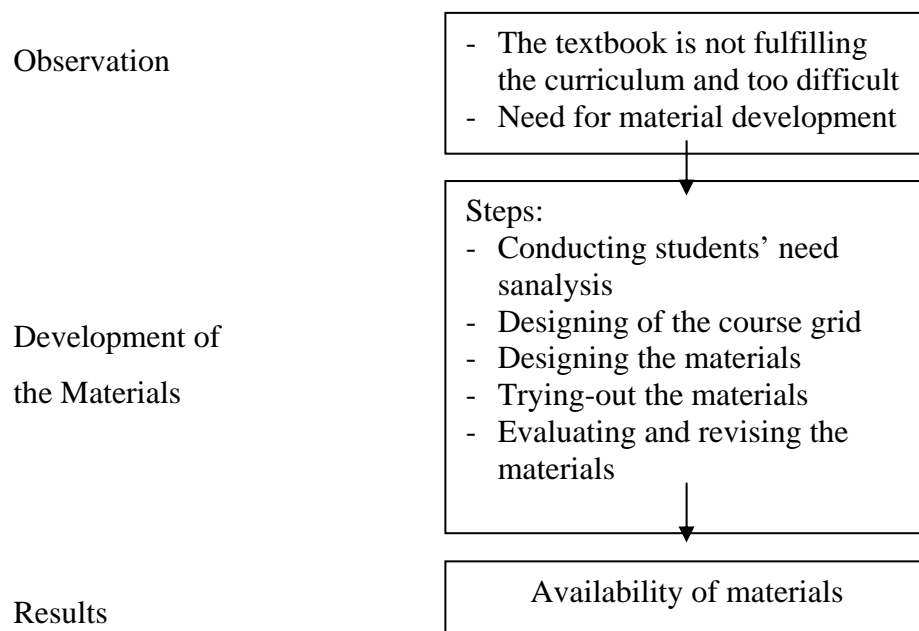 Observation
- The textbook is not fulfilling
the curriculum and too difficult
- Need for material development
Development of
the Materials
Steps:
- Conducting students’ need
sanalysis
- Designing of the course grid
- Designing the materials
- Trying-out the materials
- Evaluating and revising the
materials
Results
Availability of materials